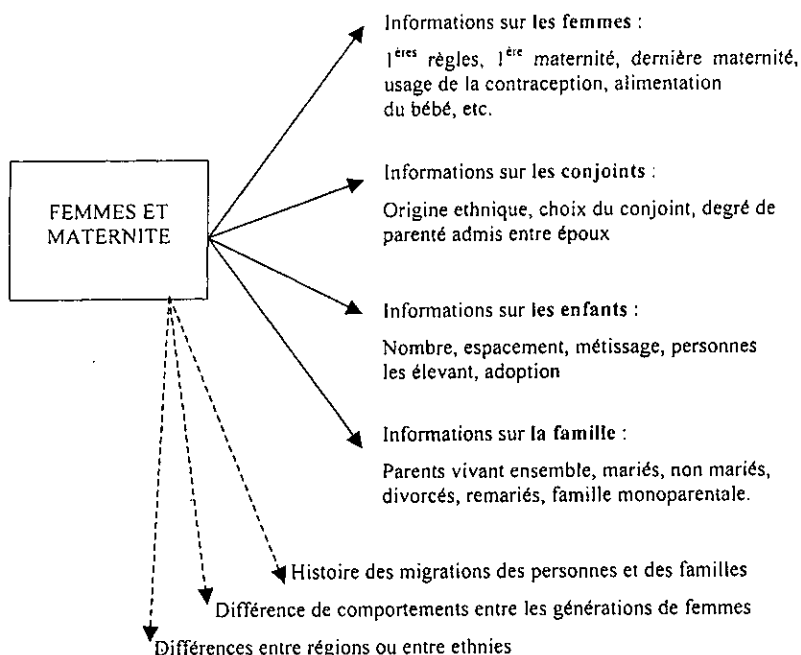 Informations sur les femmes :
1ères règles, 1ère maternité, dernière maternité,
usage de la contraception, alimentation
du bébé, etc.
FEMMES ET
MATERNITE
Informations sur les conjoints :
Origine ethnique, choix du conjoint, degré de
parenté admis entre époux
Informations sur les enfants :
Nombre, espacement, métissage, personnes
les élevant, adoption
Informations sur la famille :
Parents vivant ensemble, mariés, non mariés,
divorcés, remariés, famille monoparentale.
Histoire des migrations des personnes et des familles
Différence de comportements entre les générations de femmes
Différences entre régions ou entre ethnies